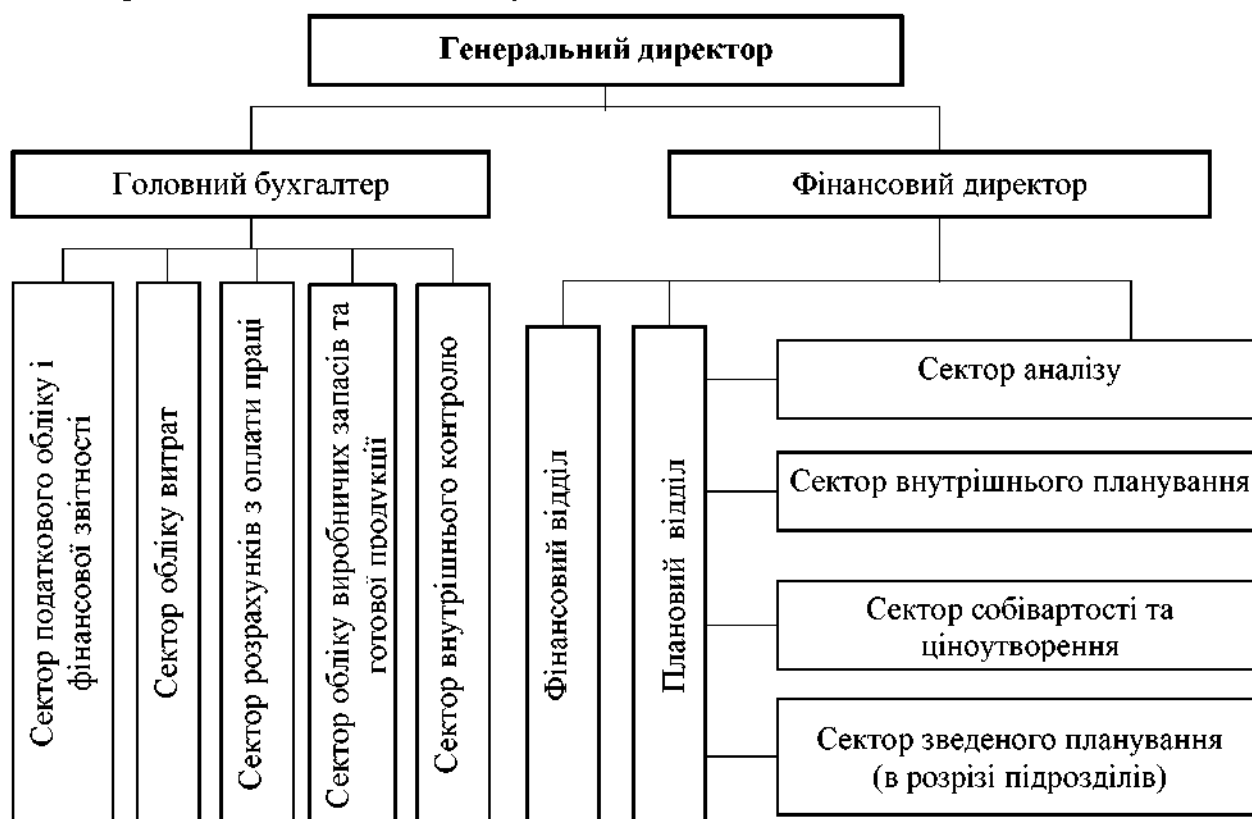 Генеральний директор
Головний бухгалтер
Фінансовий директор
Сектор податкового обліку і
фінансової звітності
Сектор обліку витрат
Сектор розрахунків з оплати праці
Сектор обліку виробничих запасів та
готової продукції
Сектор внутрішнього контролю
Фінансовий відділ
Плановий відділ
Сектор аналізу
Сектор внутрішнього планування
Сектор собівартості та
ціноутворення
Сектор зведеного планування
(в розрізі підрозділів)